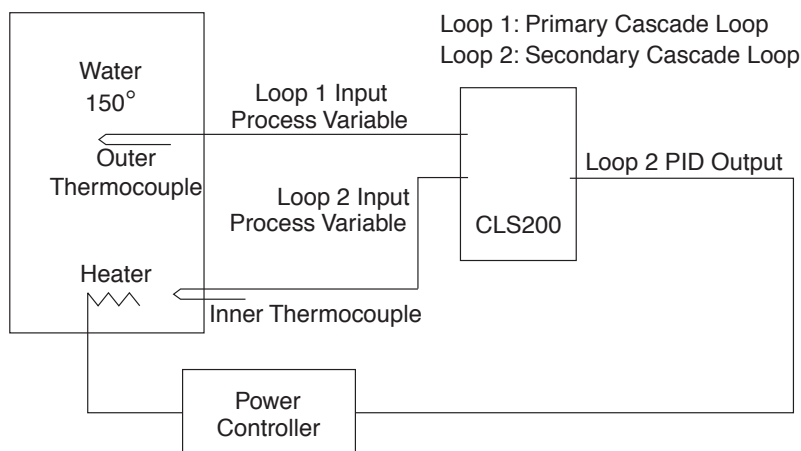 Loop 1: Primary Cascade Loop
Loop 2: Secondary Cascade Loop
Water
150°
Loop 1 Input
Process Variable
Outer
Thermocouple
Loop 2 Input
Process Variable
Loop 2 PID Output
CLS200
Heater
Inner Thermocouple
Power
Controller